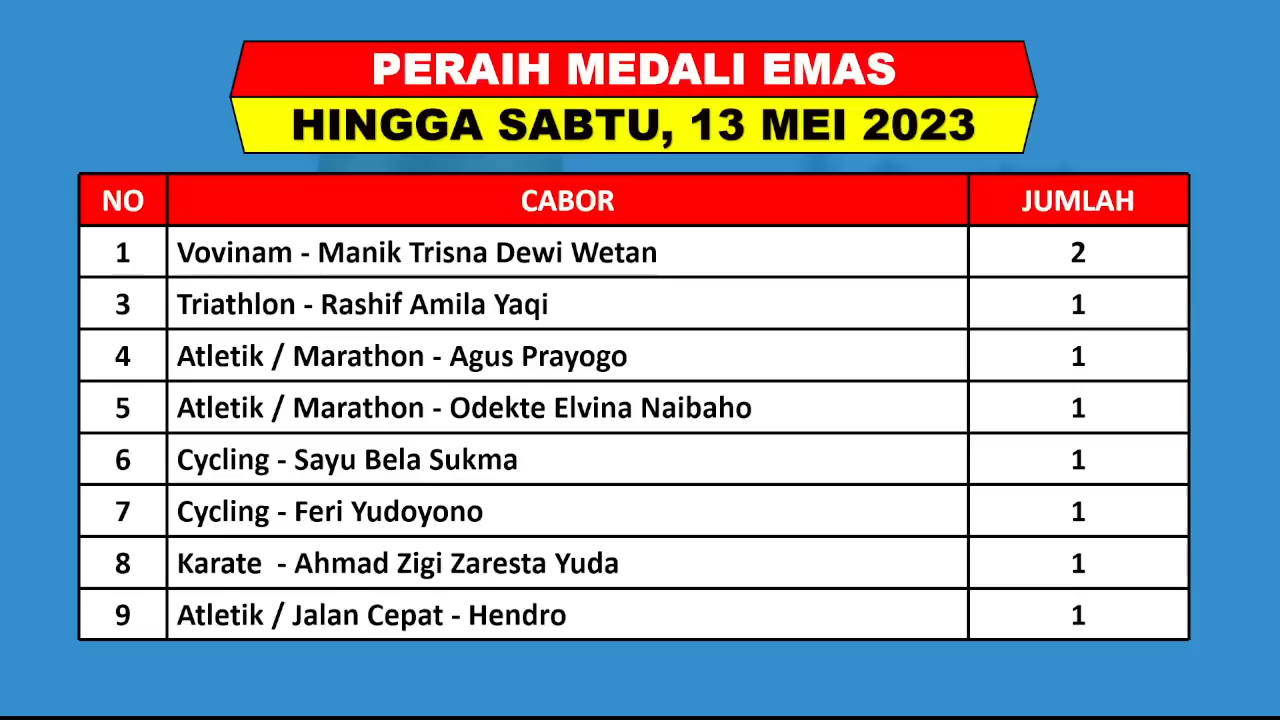 PERAIH MEDALI EMAS
HINGGA SABTU, 13 MEI 2023
NO CABOR JUMLAH
1 Vovinam - Manik Trisna Dewi Wetan 2
3 Triathlon - Rashif Amila Yaqi 1
4 Atletik / Marathon - Agus Prayogo 1
5 Atletik / Marathon - Odekte Elvina Naibaho 1
6 Cycling - Sayu Bela Sukma 1
7 Cycling - Feri Yudoyono 1
8 Karate - Ahmad Zigi Zaresta Yuda 1
9 Atletik / Jalan Cepat - Hendro 1